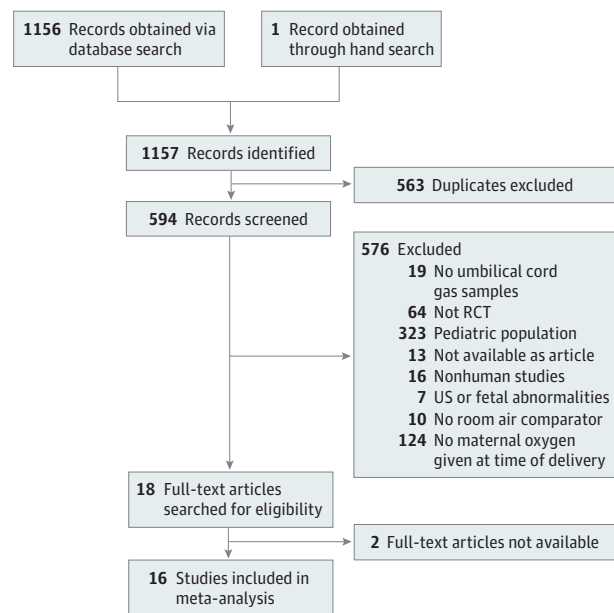 1156 Records obtained via
database search
1 Record obtained
through hand search
1157 Records identified
563 Duplicates excluded
594 Records screened
576 Excluded
19 No umbilical cord
gas samples
64 Not RCT
323 Pediatric population
13 Not available as article
16 Nonhuman studies
7 US or fetal abnormalities
10 No room air comparator
124 No maternal oxygen
given at time of delivery
18 Full-text articles
searched for eligibility
2 Full-text articles not available
16 Studies included in
meta-analysis